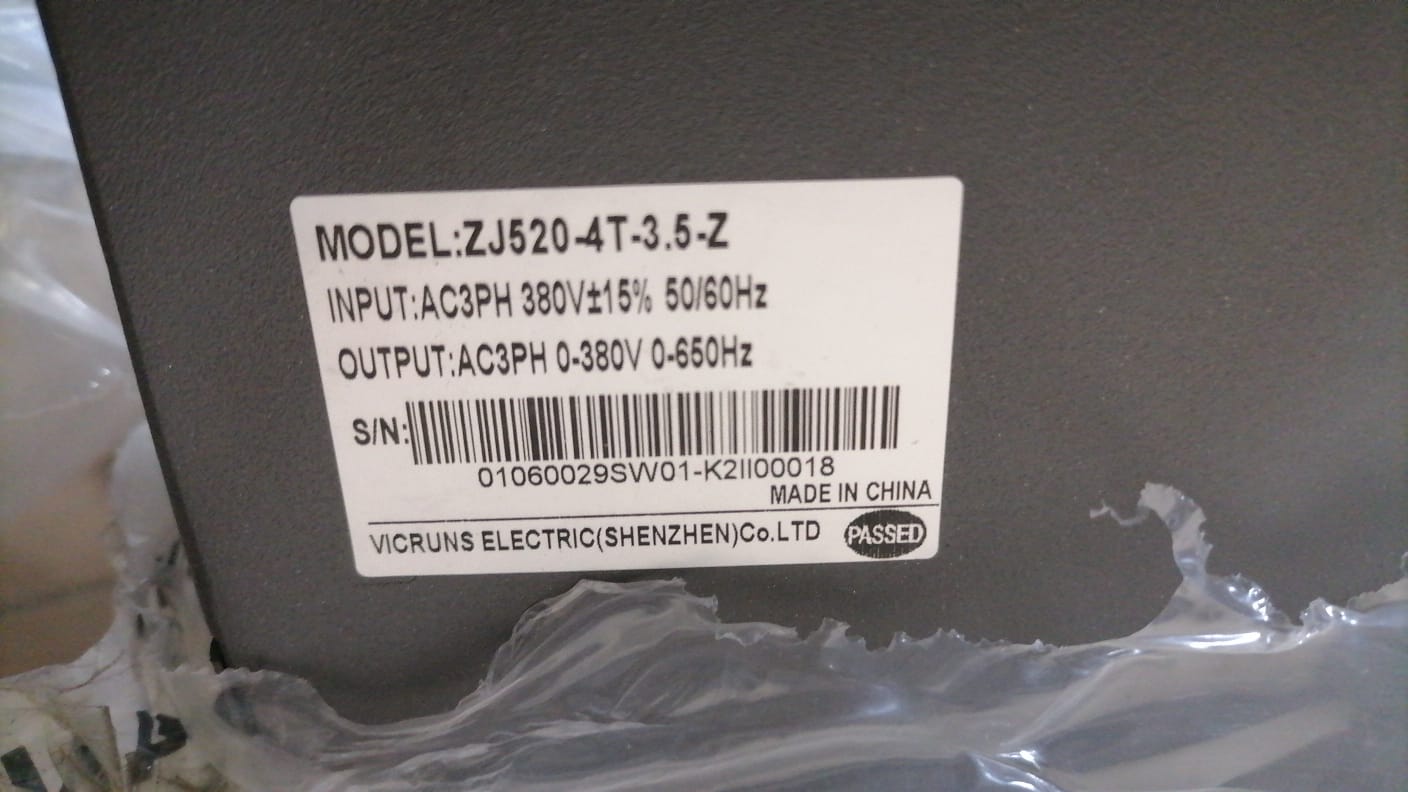 MODEL:ZJ520-4T-3.5-Z
INPUT:AC3PH 380V±15% 50/60Hz
OUTPUT:AC3PH 0-380V 0-650Hz
S/N:
01060029SW01-K2II00018
MADE IN CHINA
VICRUNS ELECTRIC(SHENZHEN)Co.LTD PASSED